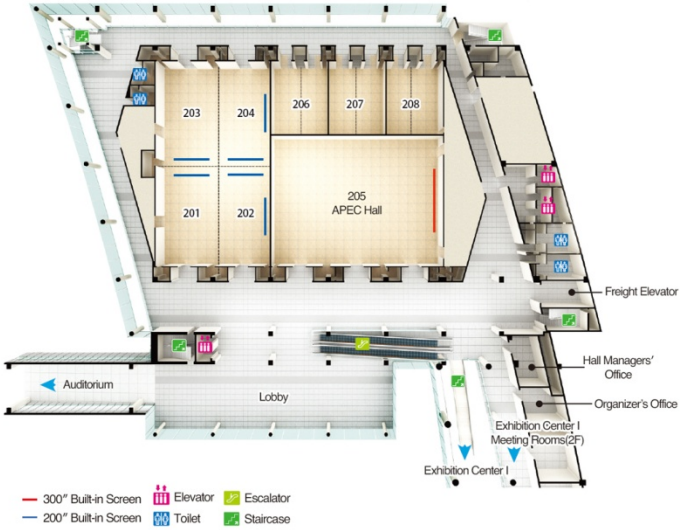 203
204
206
207
208
205
APEC Hall
201
202
Freight Elevator
Hall Managers'
Office
Auditorium
Lobby
Organizer's Office
Exhibition Center I
Meeting Rooms(2F)
Exhibition Center I
300" Built-in Screen
Elevator
Escalator
200" Built-in Screen
Toilet
Staircase